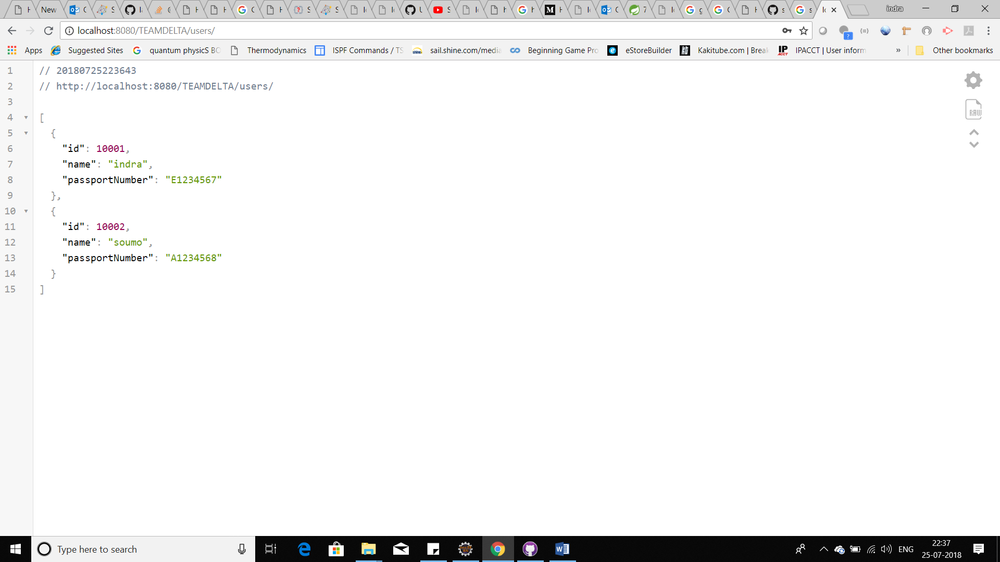 New
indra
localhost:8080/TEAMDELTA/users/
Apps
Suggested Sites
quantum physicS BO
Thermodynamics
ISPF Commands / TS
sail.shine.com/media
Beginning Game Pro
eStoreBuilder
Kakitube.com | Break
IPACCT | User inform
»
Other bookmarks
1 // 20180725223643
2 // http://localhost:8080/TEAMDELTA/users/
3
4 [
5 {
6 "id": 10001,
7 "name": "indra",
8 "passportNumber": "E1234567"
9 },
10 {
11 "id": 10002,
12 "name": "soumo",
13 "passportNumber": "A1234568"
14 }
15 ]
RAW
Type here to search
ENG
22:37
25-07-2018